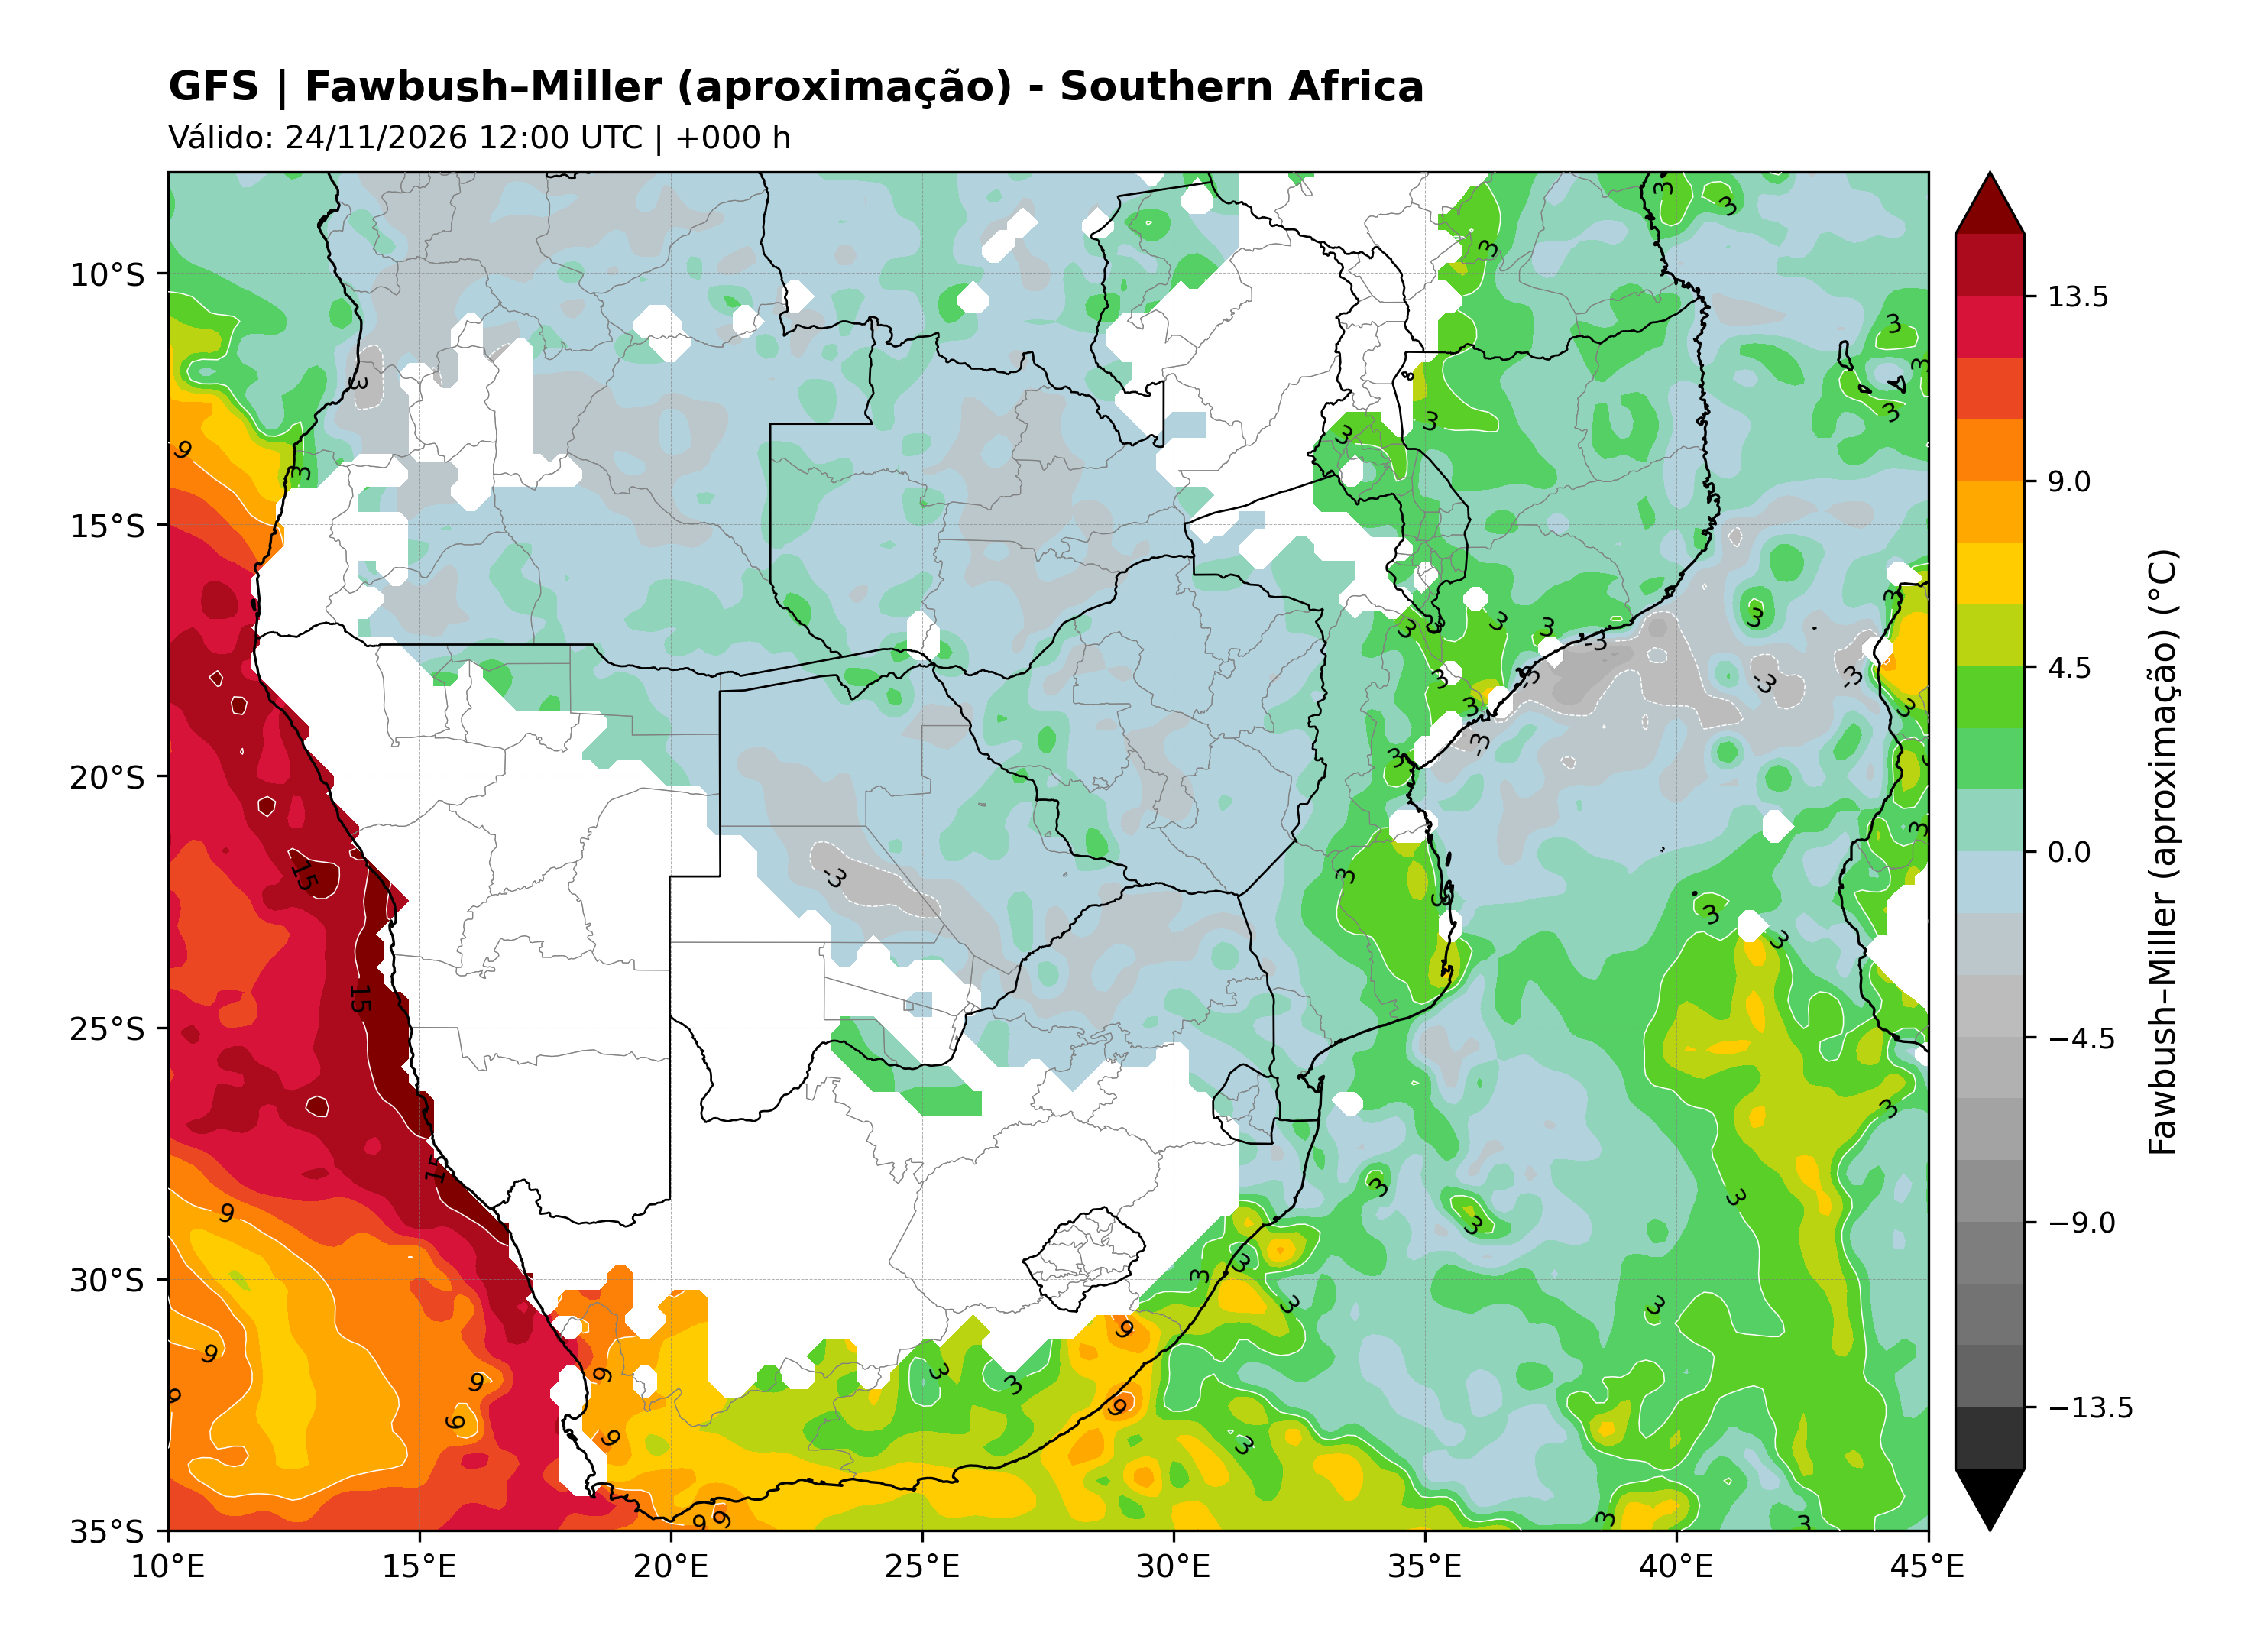 GFS | Fawbush–Miller (aproximação) - Southern Africa
Válido: 24/11/2026 12:00 UTC | +000 h
10°S
15°S
20°S
25°S
30°S
35°S
10°E
15°E
20°E
25°E
30°E
35°E
40°E
45°E
13.5
9.0
4.5
0.0
−4.5
−9.0
−13.5
Fawbush–Miller (aproximação) (°C)